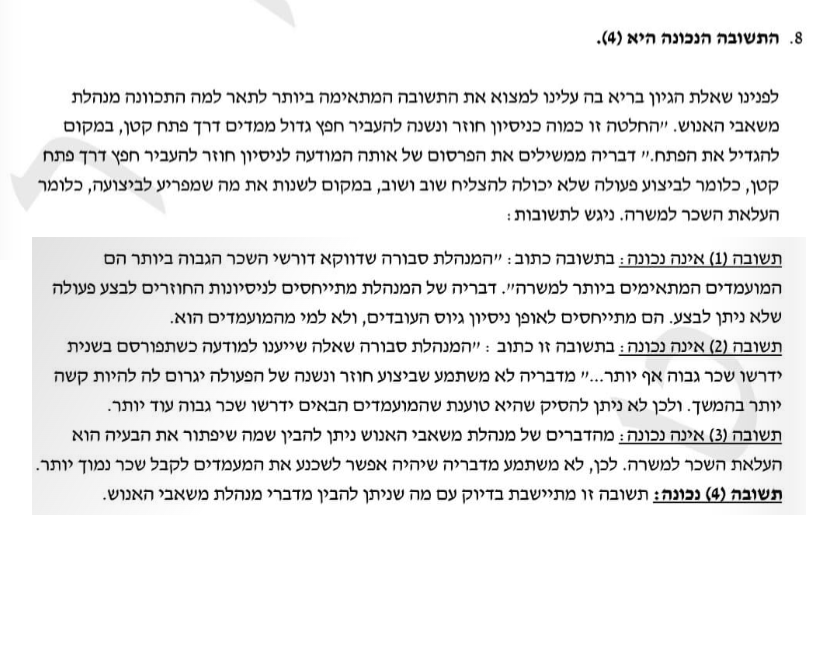 8. התשובה הנכונה היא (4).
לפנינו שאלת הגיון בריא בה עלינו למצוא את התשובה המתאימה ביותר לתאר למה התכוונה מנהלת
משאבי האנוש. "החלטה זו כמוה כניסיון חוזר ונשנה להעביר חפץ גדול ממדים דרך פתח קטן, במקום
להגדיל את הפתח." דבריה ממשילים את הפרסום של אותה המודעה לניסיון חוזר להעביר חפץ דרך פתח
קטן, כלומר לביצוע פעולה שלא יכולה להצליח שוב ושוב, במקום לשנות את מה שמפריע לביצועה, כלומר
העלאת השכר למשרה. ניגש לתשובות:
תשובה (1) אינה נכונה: בתשובה כתוב: "המנהלת סבורה שדווקא דורשי השכר הגבוה ביותר הם
המועמדים המתאימים ביותר למשרה". דבריה של המנהלת מתייחסים לניסיונות החוזרים לבצע פעולה
שלא ניתן לבצע. הם מתייחסים לאופן ניסיון גיוס העובדים, ולא למי מהמועמדים הוא.
תשובה (2) אינה נכונה: בתשובה זו כתוב: "המנהלת סבורה שאלה שייענו למודעה כשתפורסם בשנית
ידרשו שכר גבוה אף יותר..." מדבריה לא משתמע שביצוע חוזר ונשנה של הפעולה יגרום לה להיות קשה
יותר בהמשך. ולכן לא ניתן להסיק שהיא טוענת שהמועמדים הבאים ידרשו שכר גבוה עוד יותר.
תשובה (3) אינה נכונה: מהדברים של מנהלת משאבי האנוש ניתן להבין שמה שיפתור את הבעיה הוא
העלאת השכר למשרה. לכן, לא משתמע מדבריה שיהיה אפשר לשכנע את המעמדים לקבל שכר נמוך יותר.
תשובה (4) נכונה: תשובה זו מתיישבת בדיוק עם מה שניתן להבין מדברי מנהלת משאבי האנוש.